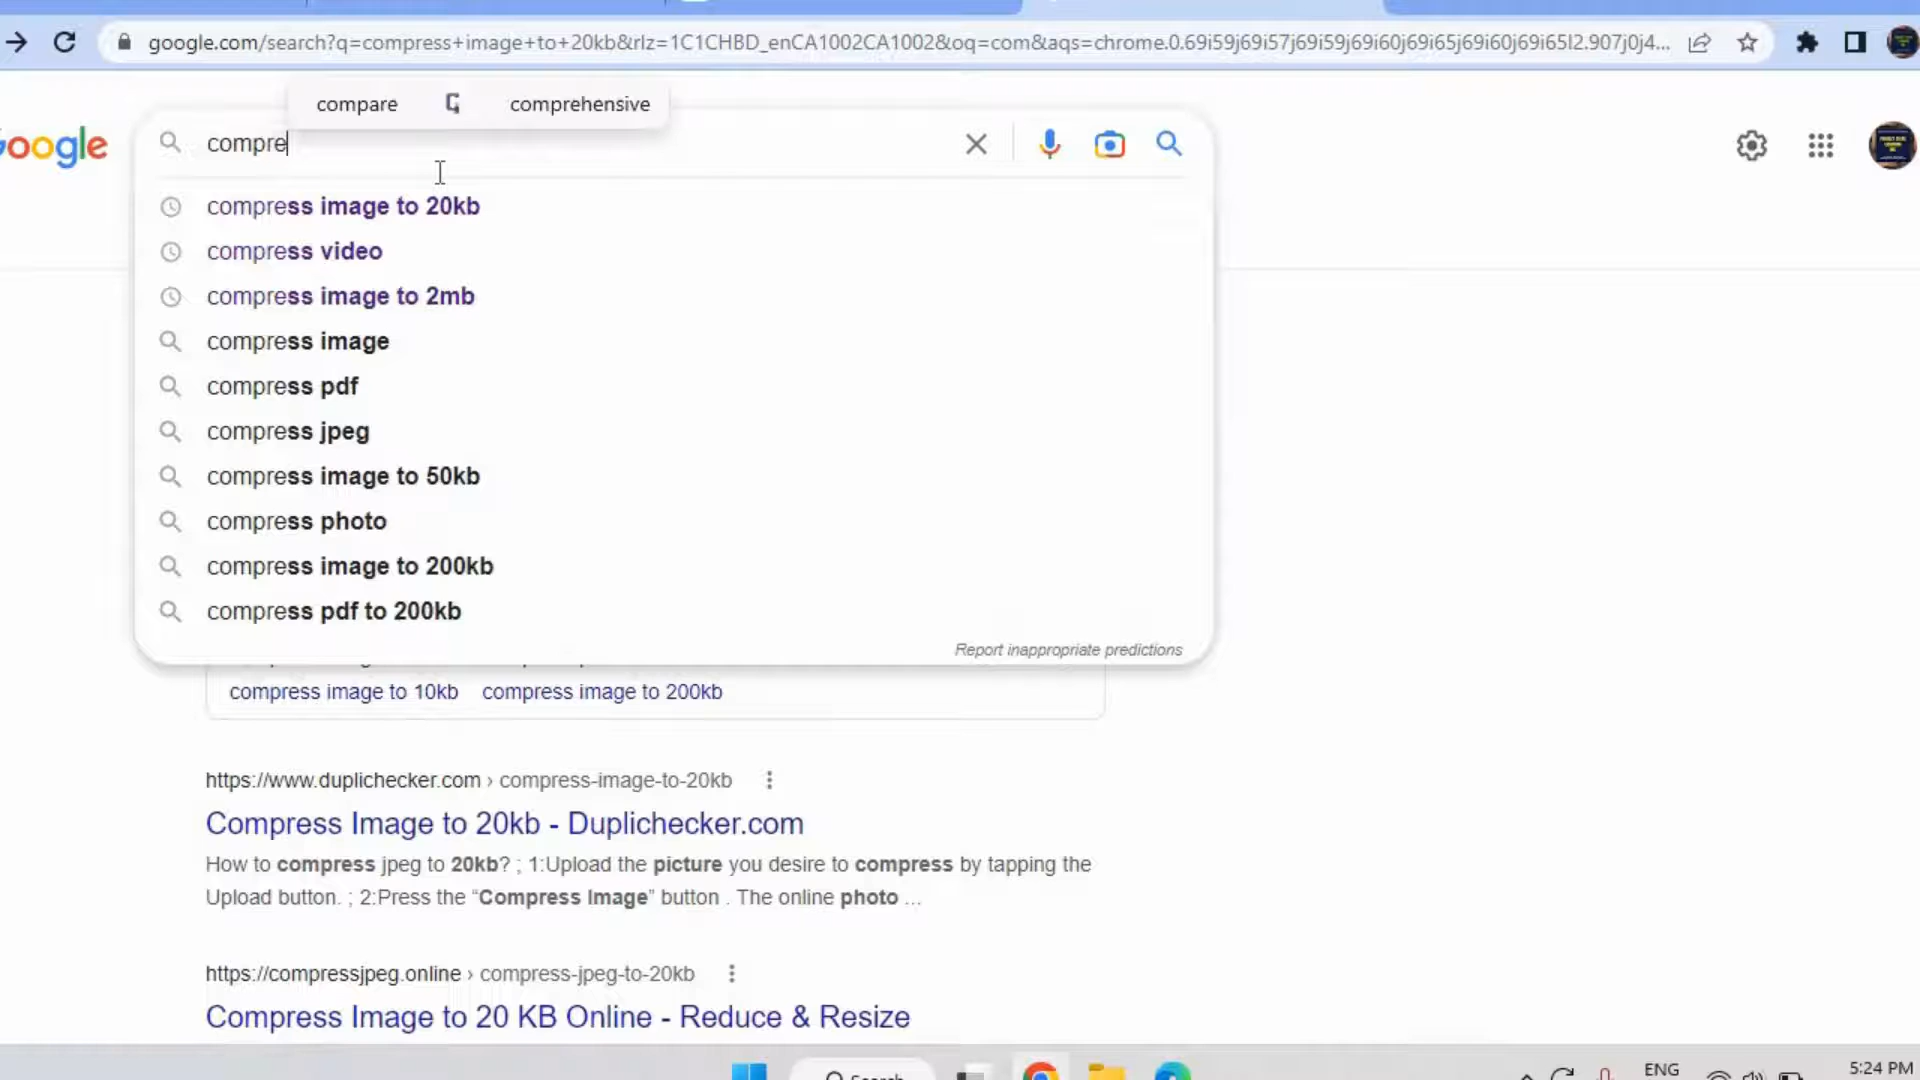 google.com/search?q=compress+image+to+20kb&rlz=1C1CHBD_enCA1002CA1002&oq=com&aqs=chrome.0.69i59j69i57j69i59j69i60j69i65j69i60j69i65l2.907j0j4...
compare comprehensive
oogle
compre
compress image to 20kb
compress video
compress image to 2mb
compress image
compress pdf
compress jpeg
compress image to 50kb
compress photo
compress image to 200kb
compress pdf to 200kb
Report inappropriate predictions
compress image to 10kb compress image to 200kb
https://www.duplichecker.com › compress-image-to-20kb
Compress Image to 20kb - Duplichecker.com
How to compress jpeg to 20kb? ; 1:Upload the picture you desire to compress by tapping the
Upload button. ; 2:Press the “Compress Image” button . The online photo ...
https://compressjpeg.online › compress-jpeg-to-20kb
Compress Image to 20 KB Online - Reduce & Resize
Search
ENG
5:24 PM